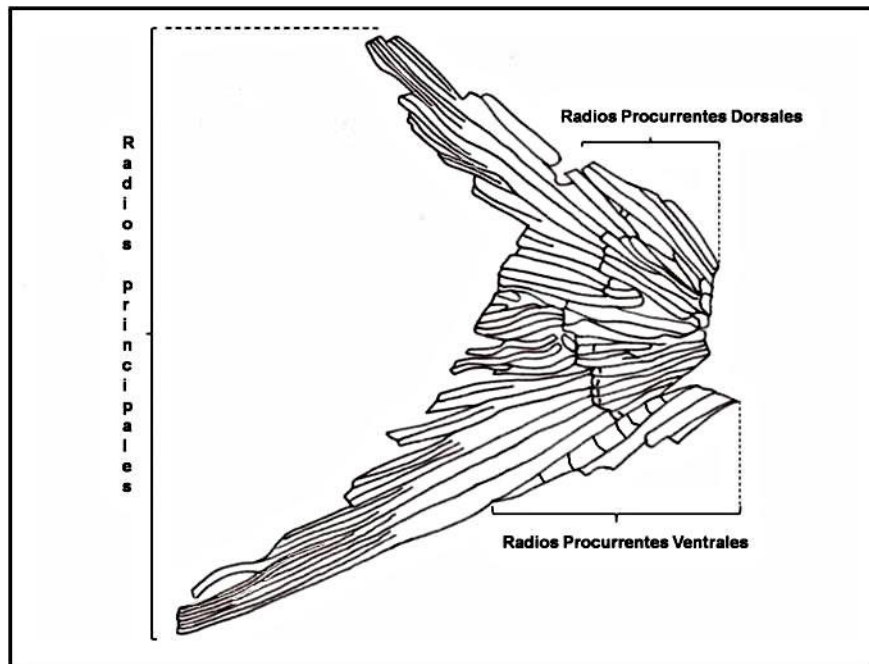 Radios Procurrentes Dorsales
Radios principales
Radios Procurrentes Ventrales